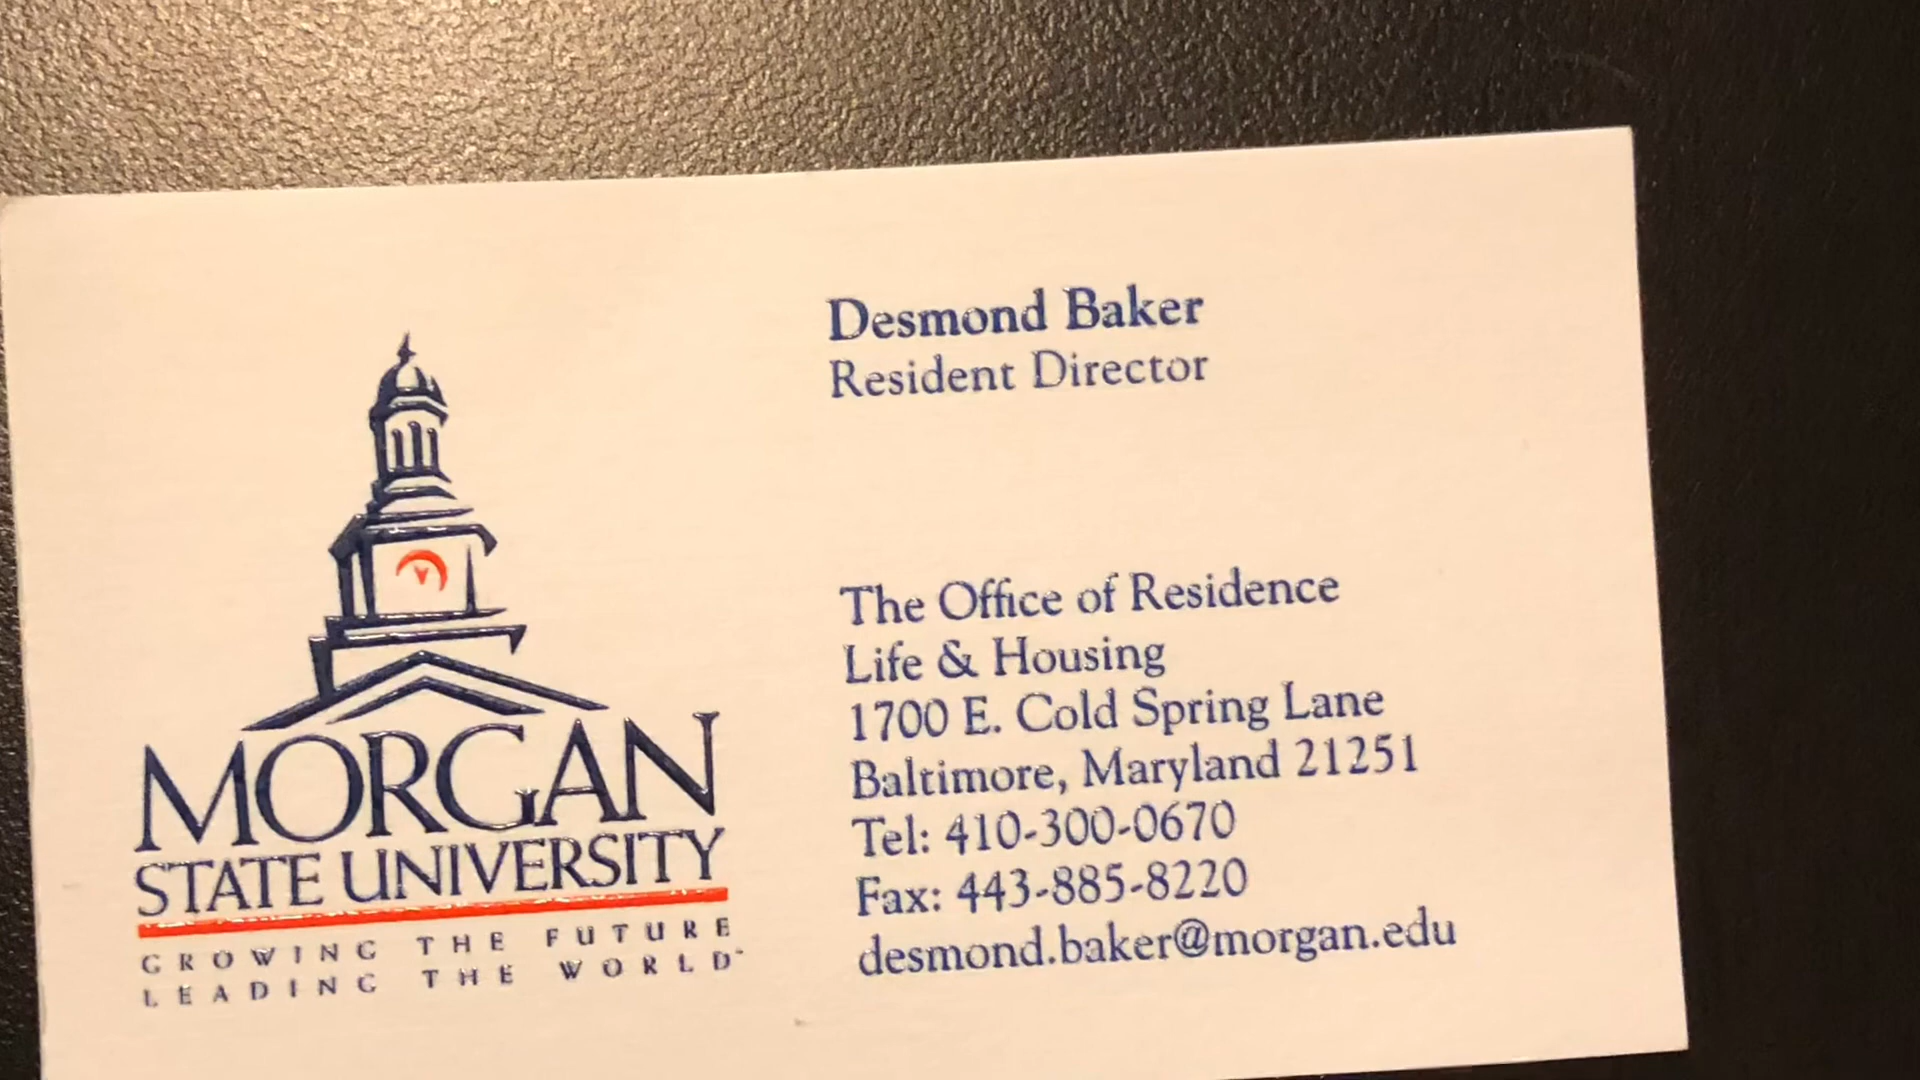 Desmond Baker
Resident Director
The Office of Residence
Life & Housing
1700 E. Cold Spring Lane
Baltimore, Maryland 21251
Tel: 410-300-0670
Fax: 443-885-8220
desmond.baker@morgan.edu
MORGAN
STATE UNIVERSITY
GROWING THE FUTURE
LEADING THE WORLD